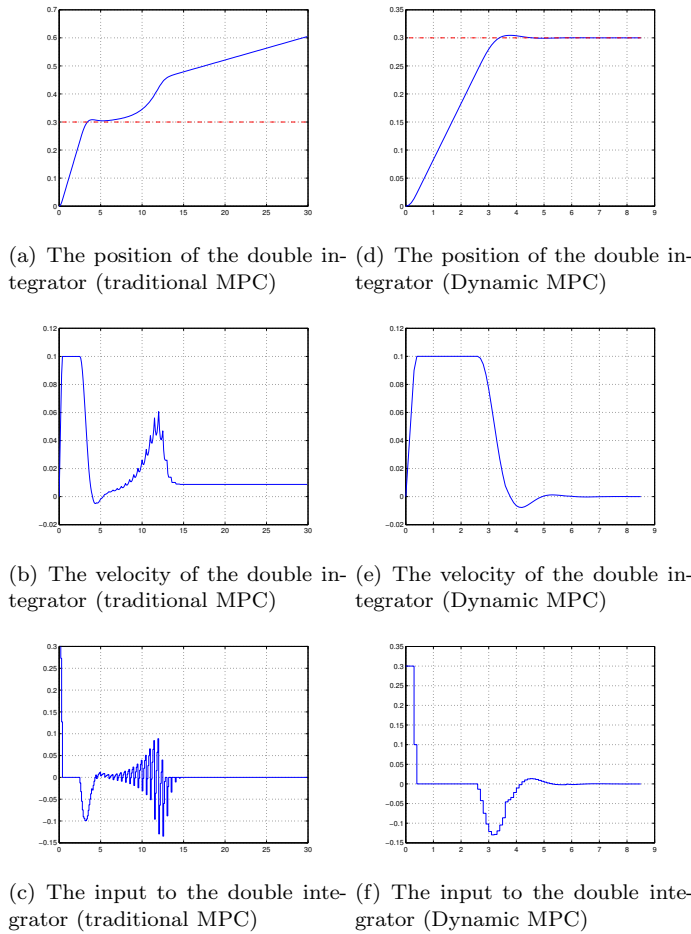 0.7
0.6
0.5
0.4
0.3
0.2
0.1
0
0 5 10 15 20 25 30
0.35
0.3
0.25
0.2
0.15
0.1
0.05
0
0 1 2 3 4 5 6 7 8 9
(a) The position of the double in-
tegrator (traditional MPC)
(d) The position of the double in-
tegrator (Dynamic MPC)
0.12
0.1
0.08
0.06
0.04
0.02
0
−0.02
0 5 10 15 20 25 30
0.12
0.1
0.08
0.06
0.04
0.02
0
−0.02
0 1 2 3 4 5 6 7 8 9
(b) The velocity of the double in-
tegrator (traditional MPC)
(e) The velocity of the double in-
tegrator (Dynamic MPC)
0.3
0.25
0.2
0.15
0.1
0.05
0
−0.05
−0.1
−0.15
0 5 10 15 20 25 30
0.35
0.3
0.25
0.2
0.15
0.1
0.05
0
−0.05
−0.1
−0.15
0 1 2 3 4 5 6 7 8 9
(c) The input to the double inte-
grator (traditional MPC)
(f) The input to the double inte-
grator (Dynamic MPC)